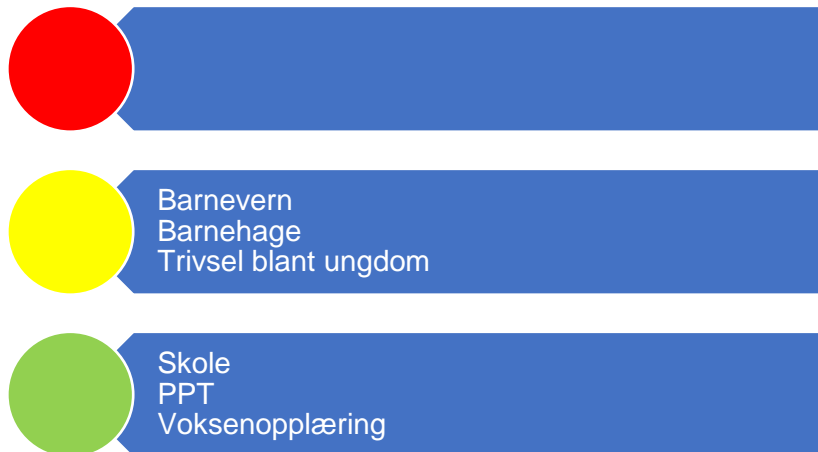 Barnevern
Barnehage
Trivsel blant ungdom
Skole
PPT
Voksenopplæring